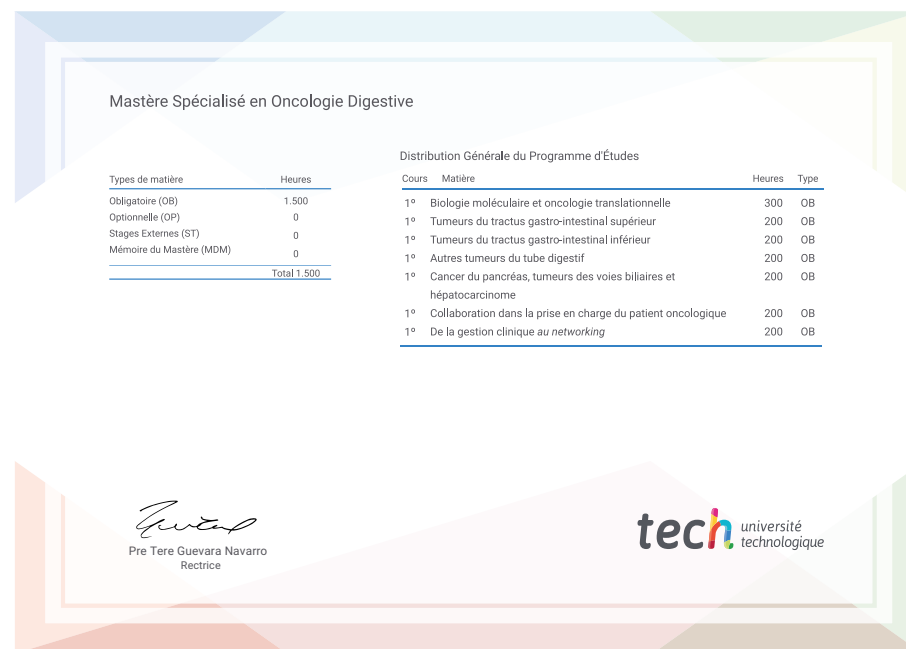 Mastère Spécialisé en Oncologie Digestive
Types de matière Heures
Obligatoire (OB) 1.500
Optionnelle (OP) 0
Stages Externes (ST) 0
Mémoire du Mastère (MDM) 0
Total 1.500
Distribution Générale du Programme d'Études
Cours Matière Heures Type
1º Biologie moléculaire et oncologie translationnelle 300 OB
1º Tumeurs du tractus gastro-intestinal supérieur 200 OB
1º Tumeurs du tractus gastro-intestinal inférieur 200 OB
1º Autres tumeurs du tube digestif 200 OB
1º Cancer du pancréas, tumeurs des voies biliaires et 200 OB
hépatocarcinome
1º Collaboration dans la prise en charge du patient oncologique 200 OB
1º De la gestion clinique au networking 200 OB
Pre Tere Guevara Navarro
Rectrice
tech université
technologique